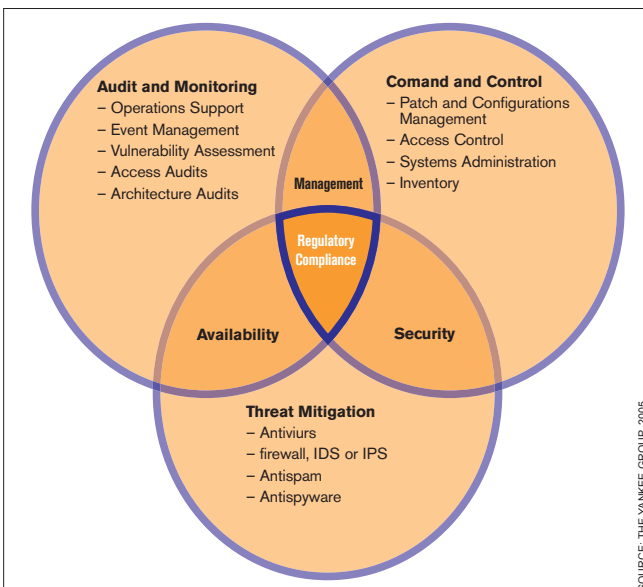 Audit and Monitoring
– Operations Support
– Event Management
– Vulnerability Assessment
– Access Audits
– Architecture Audits
Comand and Control
– Patch and Configurations
Management
– Access Control
– Systems Administration
– Inventory
Management
Regulatory
Compliance
Availability
Security
Threat Mitigation
– Antiviurs
– firewall, IDS or IPS
– Antispam
– Antispyware
SOURCE: THE YANKEE GROUP 2005